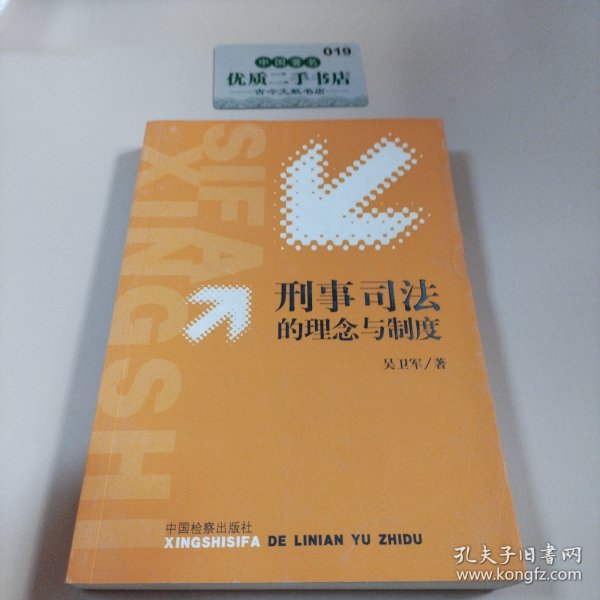 019
中国著名
优质二手书店
古今文献书店
SIFA
XINGSHI
刑事司法
的理念与制度
吴卫军/著
中国检察出版社
XINGSHISIFA DE LINIAN YU ZHIDU
孔夫子旧书网
www.kongfz.com